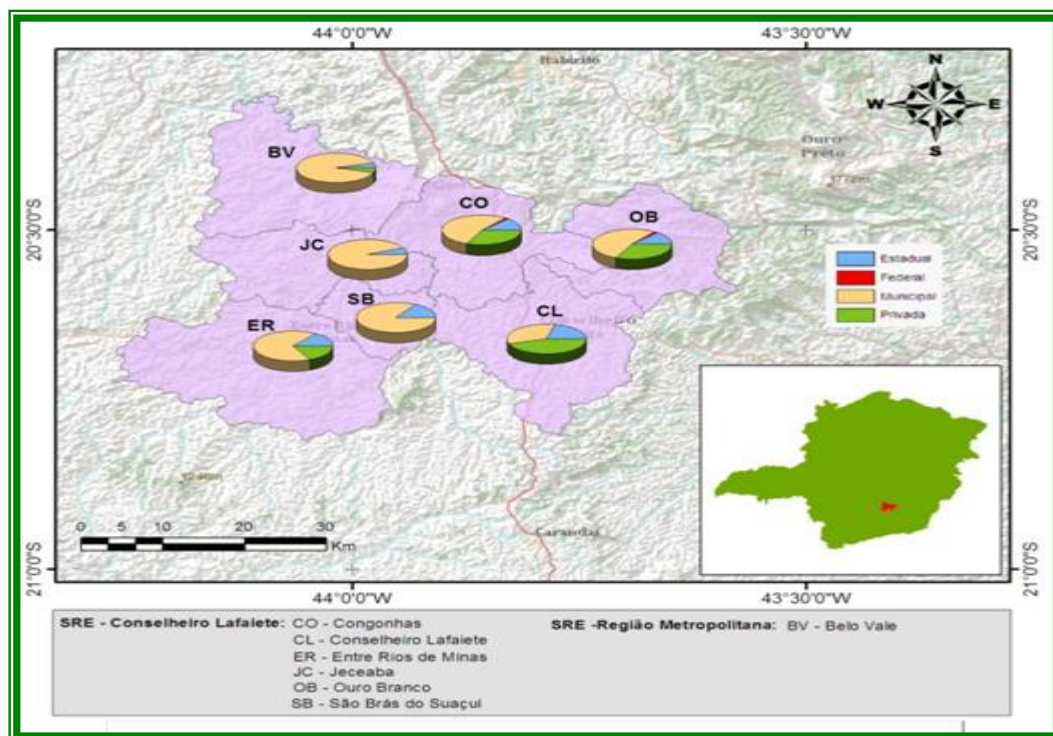 44°0'0"W 43°30'0"W
Itabirito
N
W E
S
Ouro
Preto
BV
CO
OB
JC
SB
ER
CL
20°30'0"S 20°30'0"S
Estadual
Federal
Municipal
Privada
Carandaí
0 5 10 20 30
Km
21°0'0"S 21°0'0"S
44°0'0"W 43°30'0"W
SRE - Conselheiro Lafaiete: CO - Congonhas SRE -Região Metropolitana: BV - Belo Vale
CL - Conselheiro Lafaiete
ER - Entre Rios de Minas
JC - Jeceaba
OB - Ouro Branco
SB - São Brás do Suaçuí